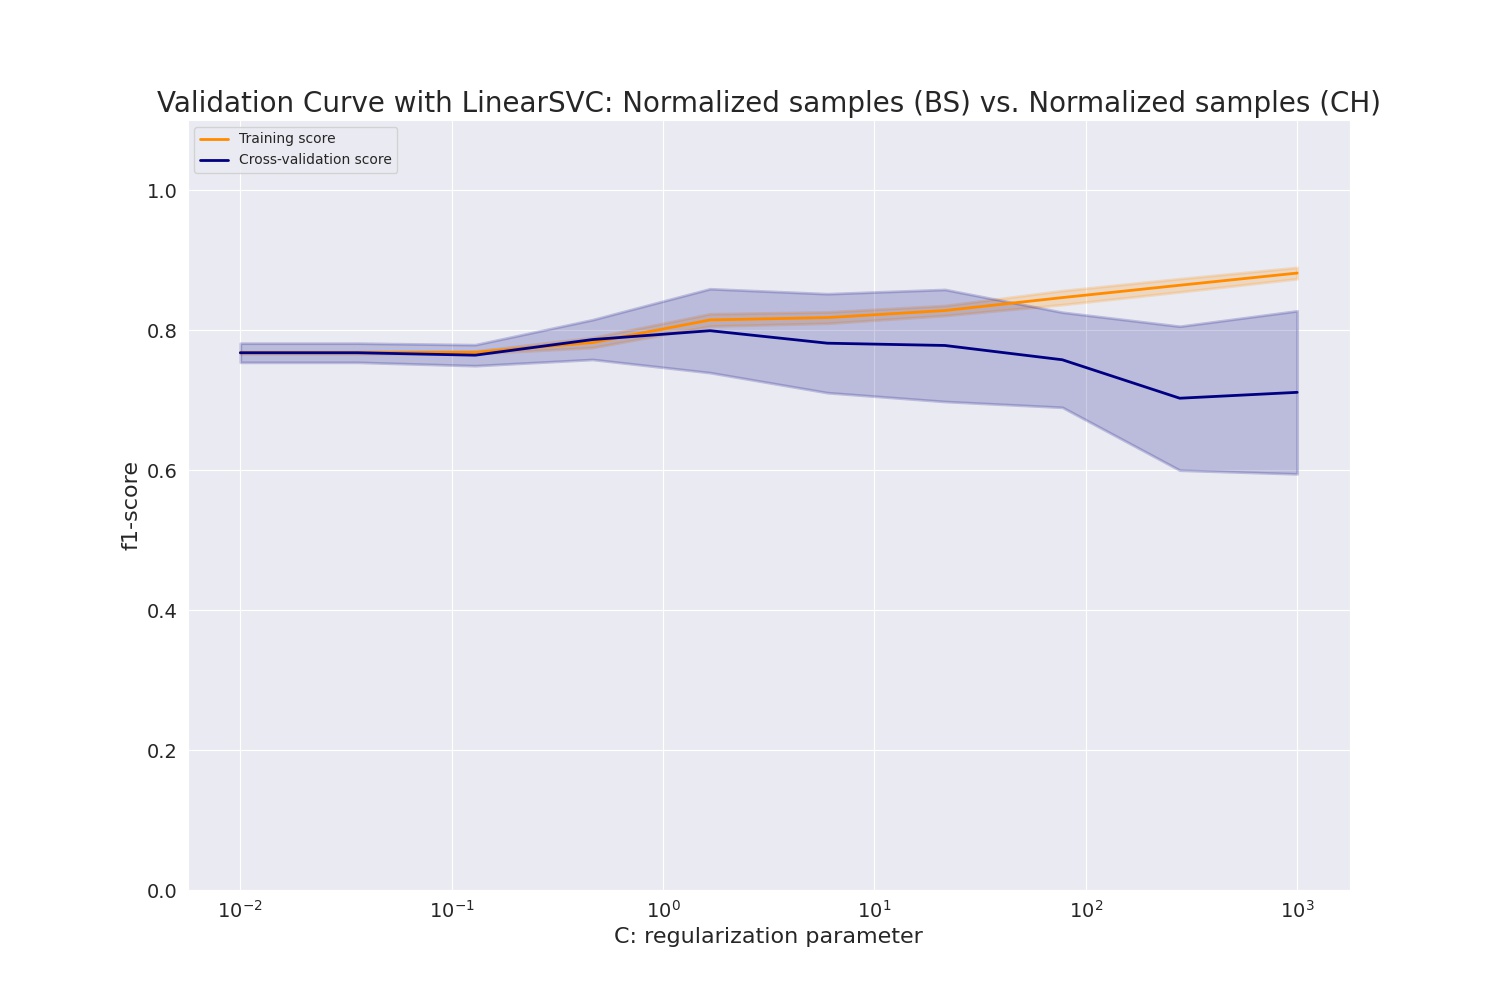 Validation Curve with LinearSVC: Normalized samples (BS) vs. Normalized samples (CH)
Training score
Cross-validation score
1.0
0.8
0.6
0.4
0.2
0.0
f1-score
10⁻² 10⁻¹ 10⁰ 10¹ 10² 10³
C: regularization parameter